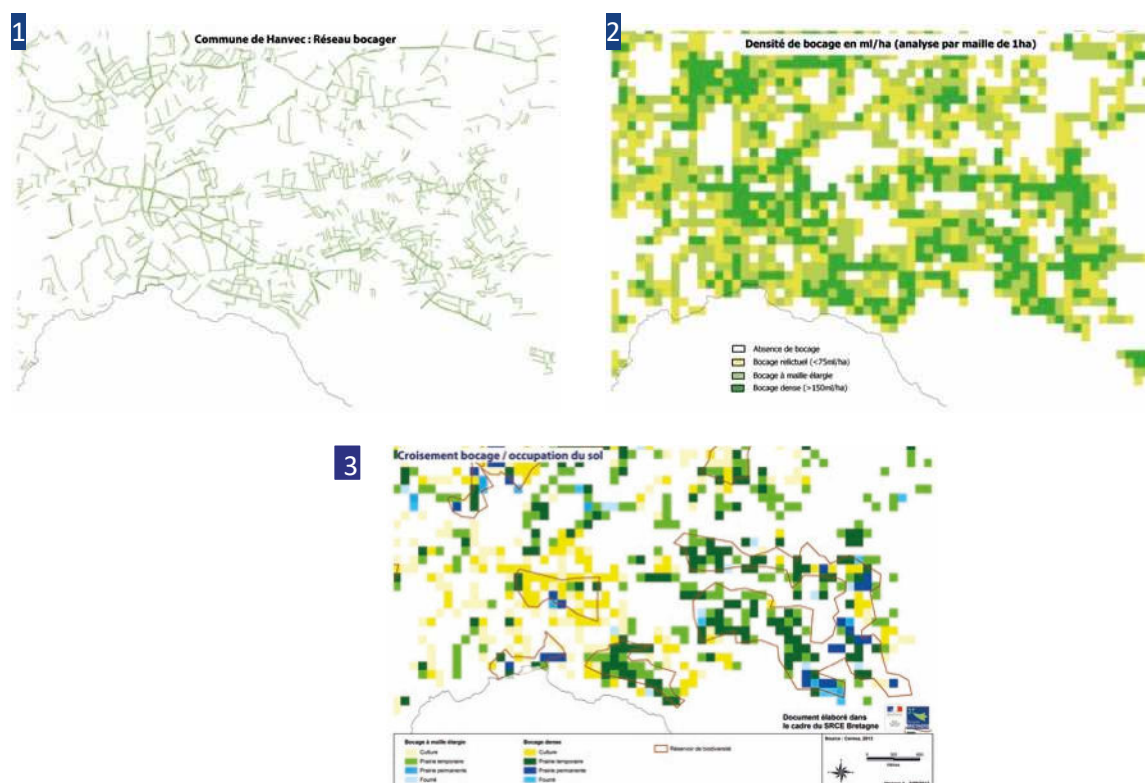 1
Commune de Hanvec : Réseau bocager
2
Densité de bocage en ml/ha (analyse par maille de 1ha)
Absence de bocage
Bocage relictuel (<75ml/ha)
Bocage à maille élargie
Bocage dense (>150ml/ha)
3
Croisement bocage / occupation du sol
Document élaboré dans
le cadre du SRCE Bretagne
Bocage à maille élargie
Culture
Prairie temporaire
Prairie permanente
Fourré
Bocage dense
Culture
Prairie temporaire
Prairie permanente
Fourré
Réservoir de biodiversité